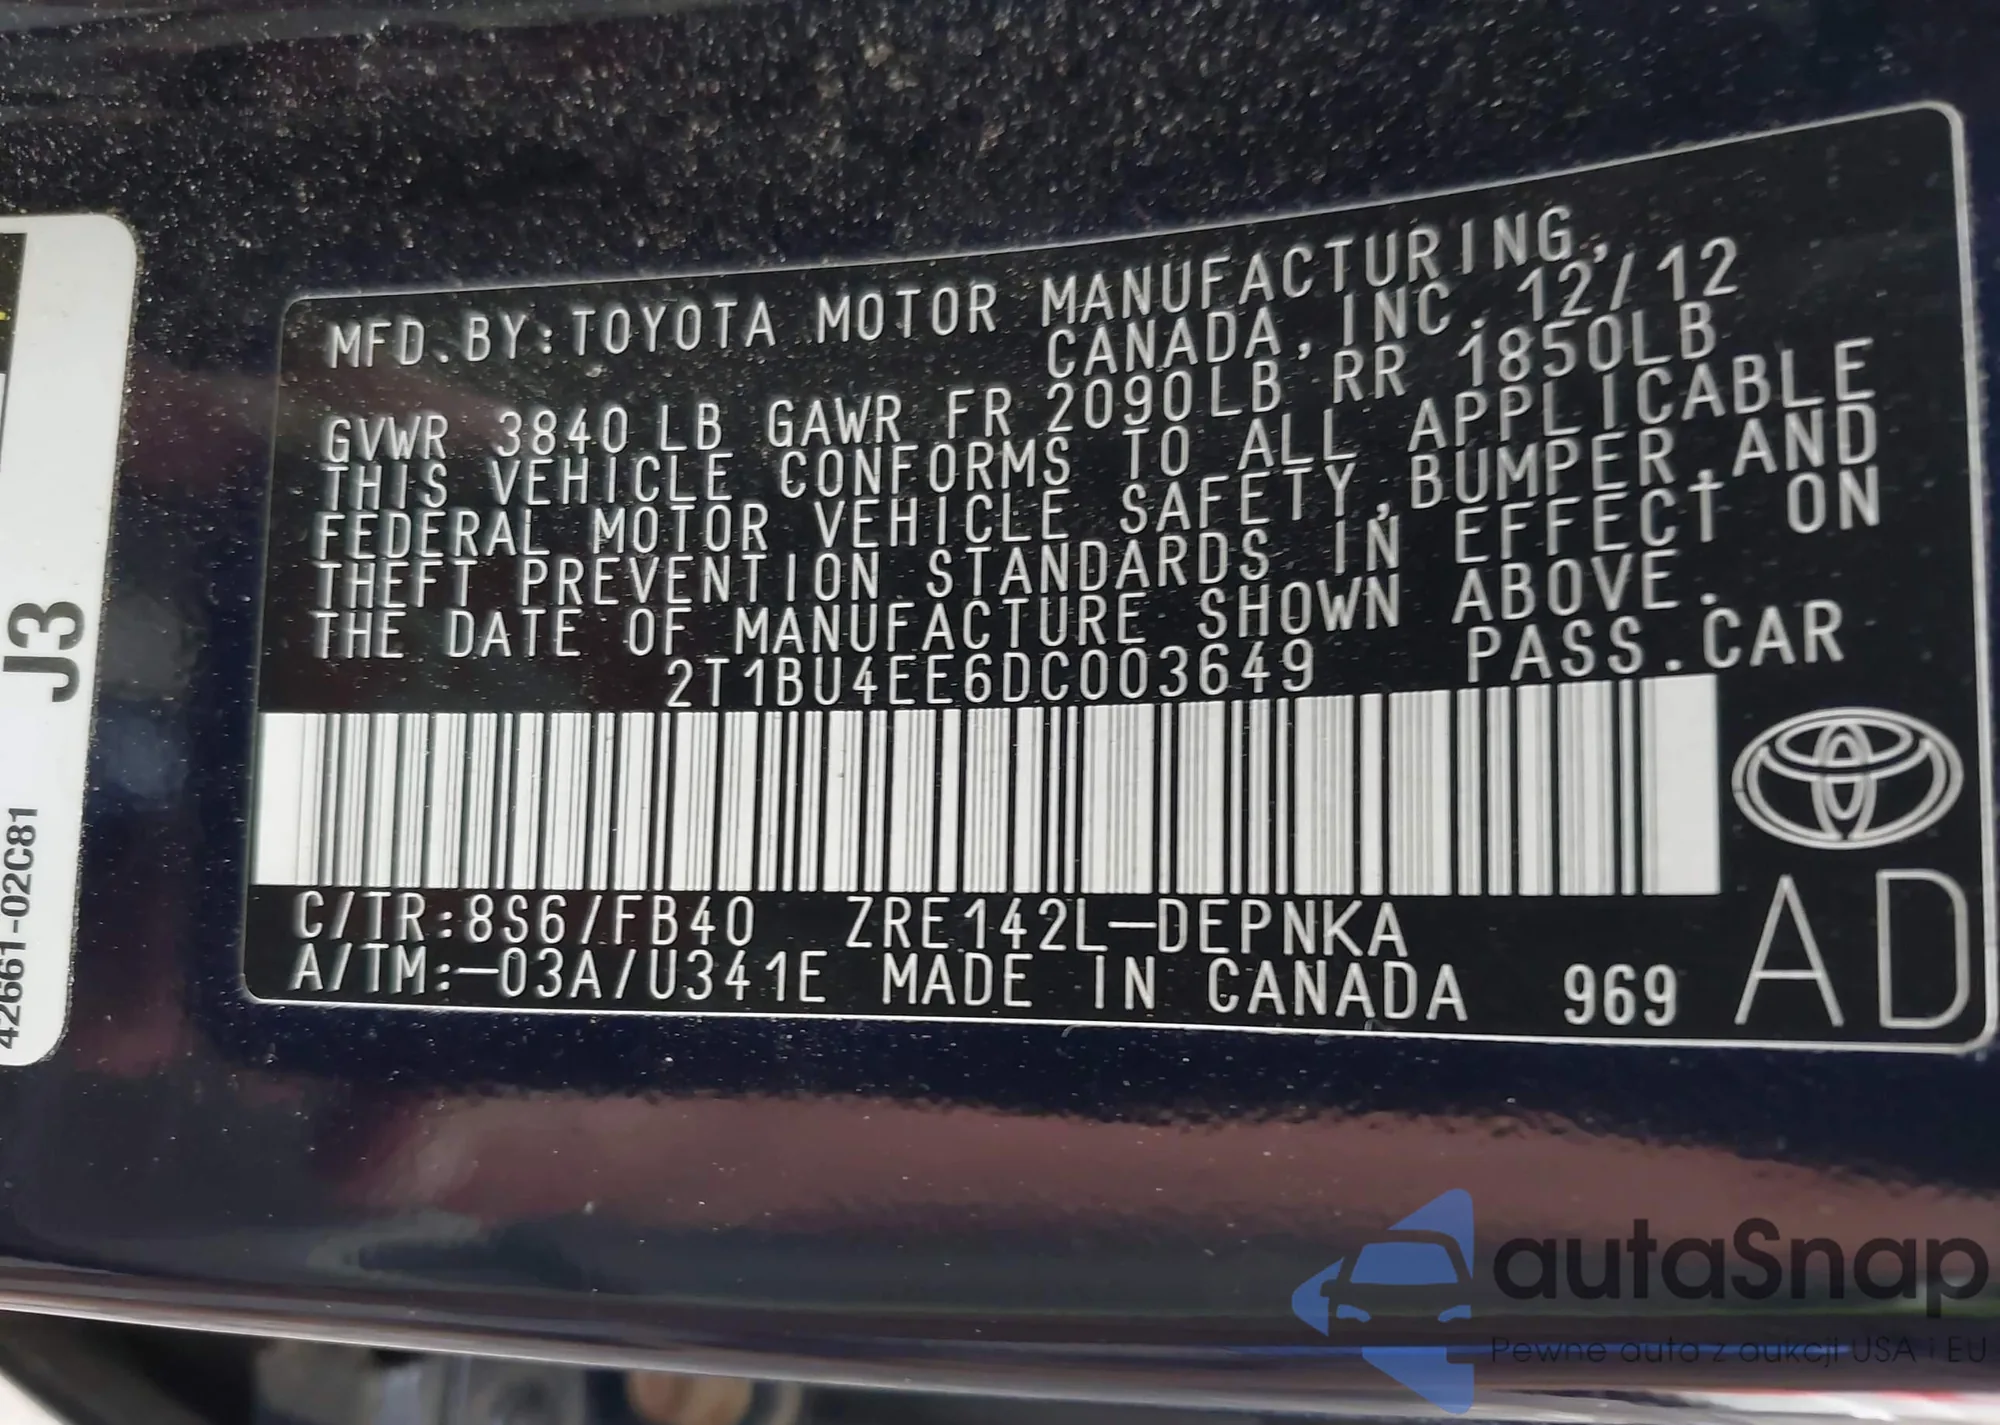 MFD.BY:TOYOTA MOTOR MANUFACTURING,
CANADA,INC. 12/12
GVWR 3840LB GAWR FR 2090LB RR 1850LB
THIS VEHICLE CONFORMS TO ALL APPLICABLE
FEDERAL MOTOR VEHICLE SAFETY,BUMPER,AND
THEFT PREVENTION STANDARDS IN EFFECT ON
THE DATE OF MANUFACTURE SHOWN ABOVE.
2T1BU4EE6DC003649 PASS.CAR
C/TR:8S6/FB40 ZRE142L-DEPNKA
A/TM:-03A/U341E MADE IN CANADA 969
AD
J3
42661-02C81
autaSnap
Pewne auto z aukcji USA i EU